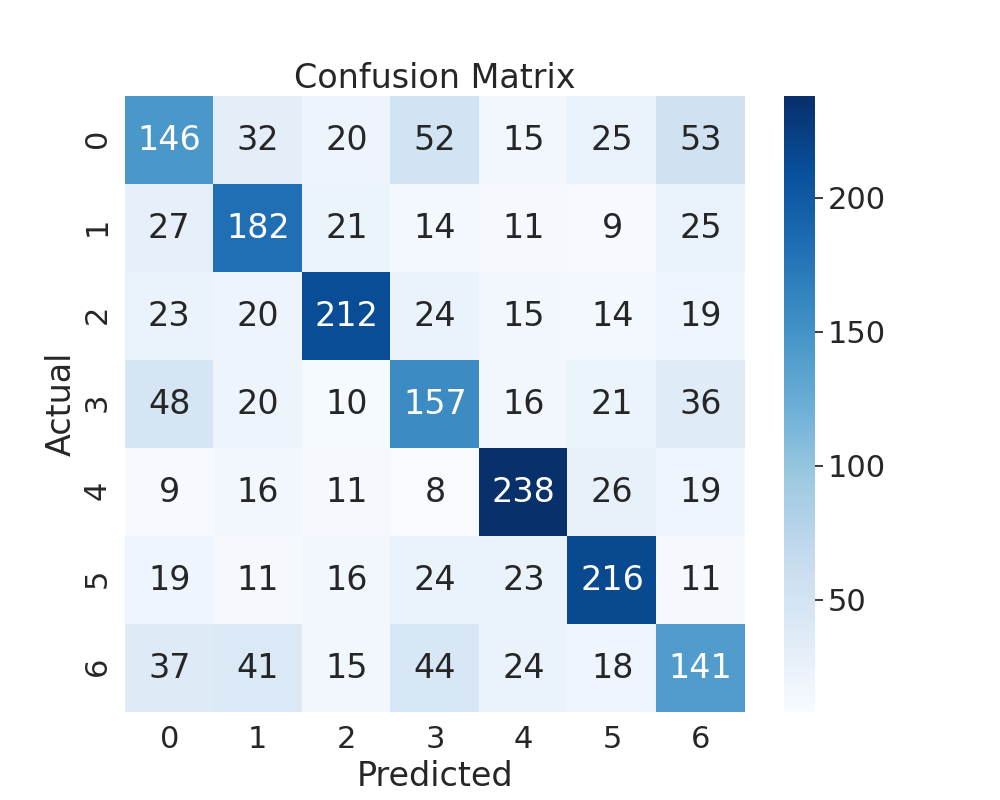 Confusion Matrix
0 146 32 20 52 15 25 53
1 27 182 21 14 11 9 25
2 23 20 212 24 15 14 19
3 48 20 10 157 16 21 36
4 9 16 11 8 238 26 19
5 19 11 16 24 23 216 11
6 37 41 15 44 24 18 141
0 1 2 3 4 5 6
Predicted
Actual
200
150
100
50